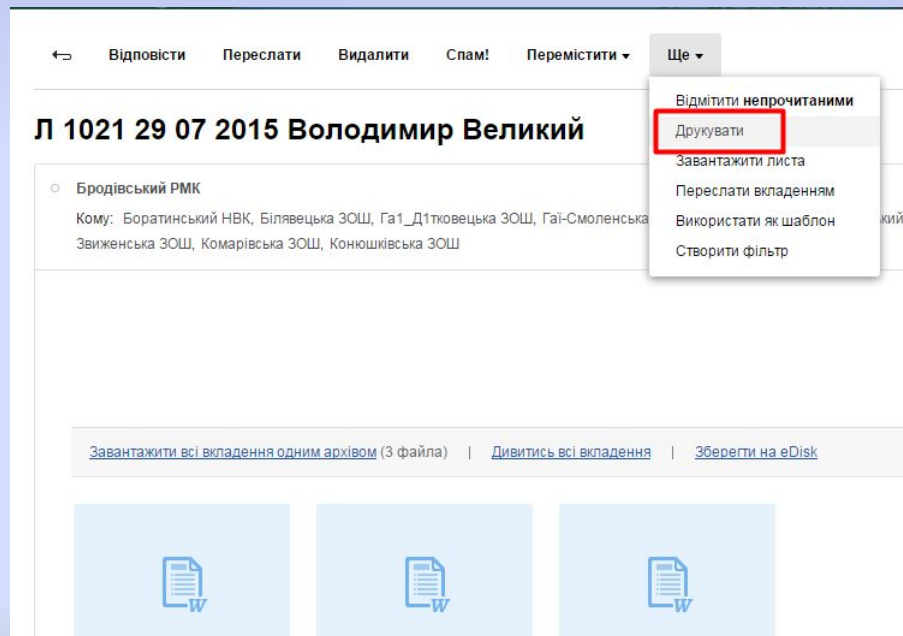 Відповісти Переслати Видалити Спам! Перемістити Ще
Відмітити непрочитаними
Друкувати
Завантажити листа
Переслати вкладенням
Використати як шаблон
Створити фільтр
Л 1021 29 07 2015 Володимир Великий
Бродівський РМК
Кому: Боратинський НВК, Білявецька ЗОШ, Га1_Д1тковецька ЗОШ, Гаї-Смоленська
Звиженська ЗОШ, Комарівська ЗОШ, Конюшківська ЗОШ
Завантажити всі вкладення одним архівом (3 файла) | Дивитись всі вкладення | Зберегти на eDisk
W W W